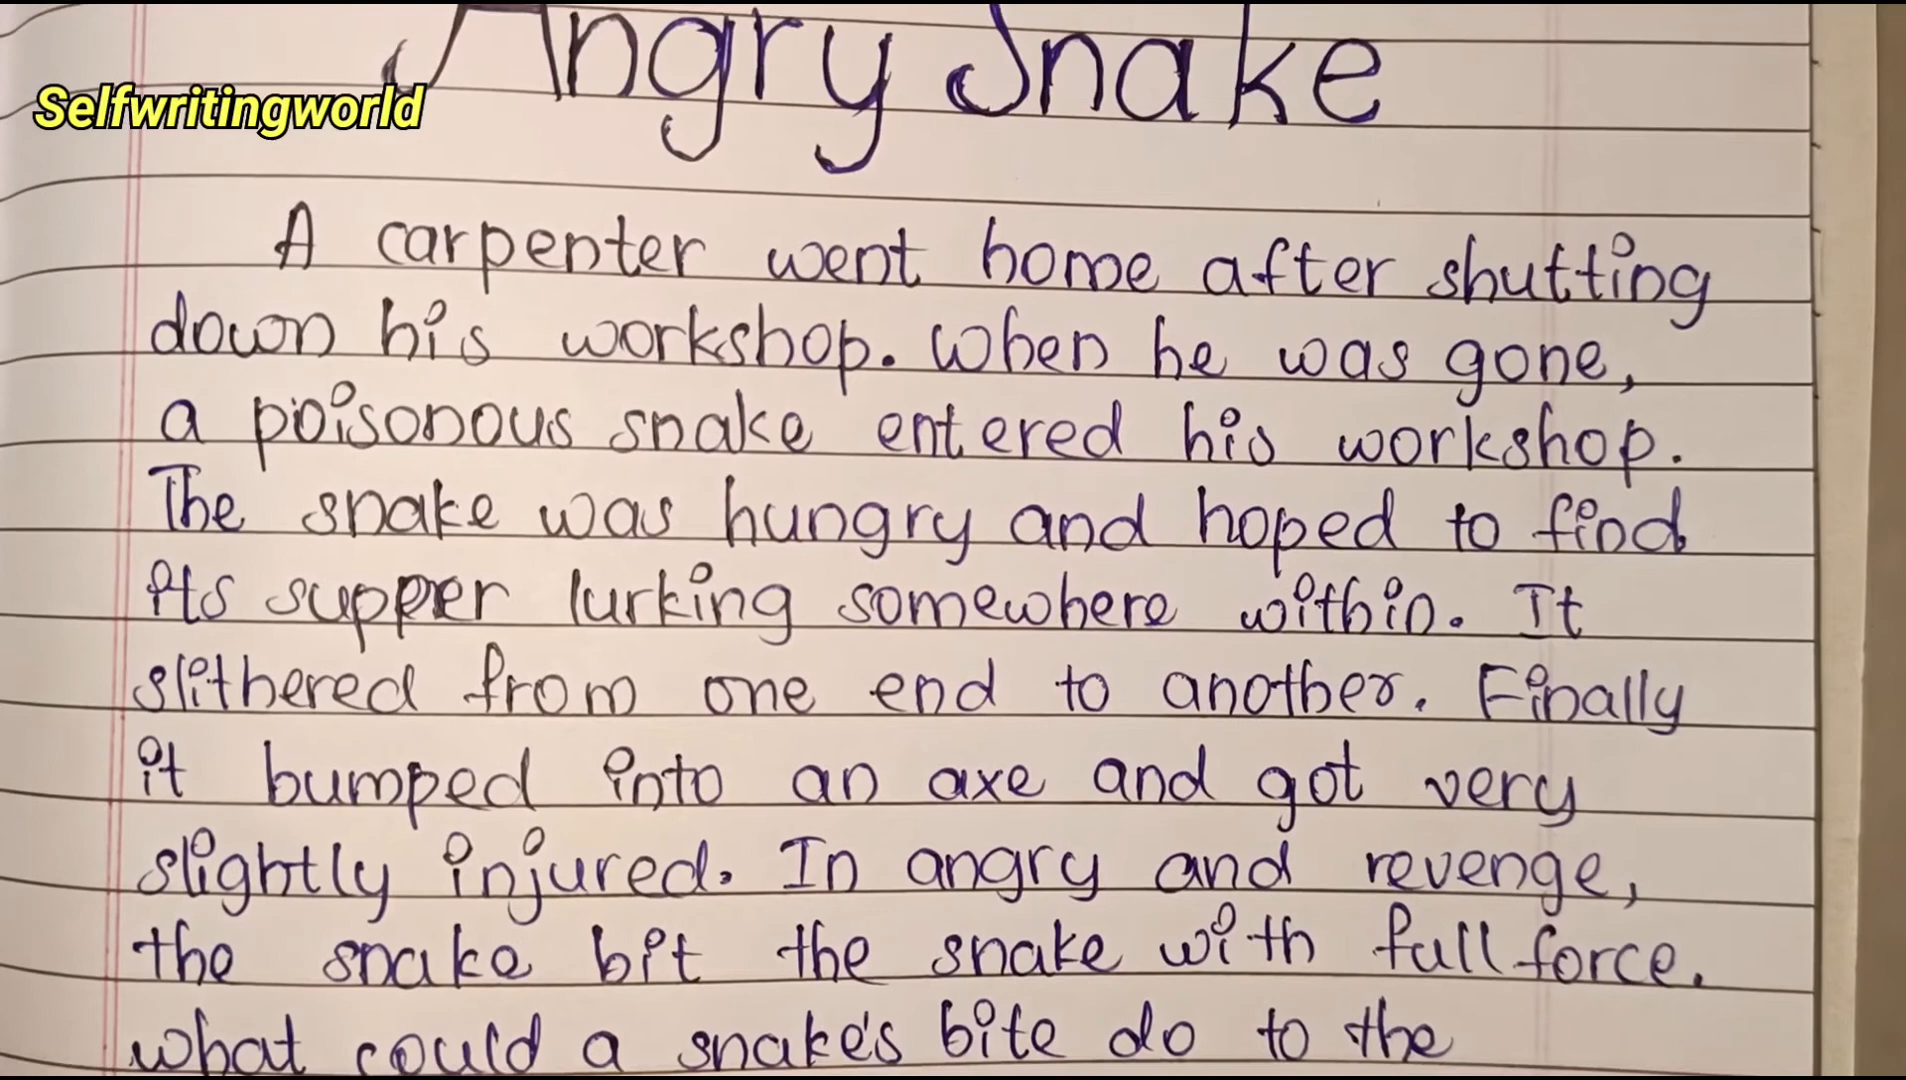 Angry Snake
Selfwritingworld
A carpenter went home after shutting
down his workshop. When he was gone,
a poisonous snake entered his workshop.
The snake was hungry and hoped to find
its supper lurking somewhere within. It
slithered from one end to another. Finally
it bumped into an axe and got very
slightly injured. In angry and revenge,
the snake bit the snake with full force.
what could a snake's bite do to the